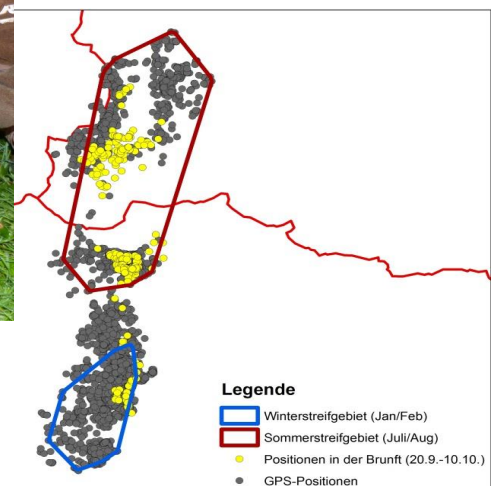 Legende
Winterstreifgebiet (Jan/Feb)
Sommerstreifgebiet (Juli/Aug)
Positionen in der Brunft (20.9.-10.10.)
GPS-Positionen